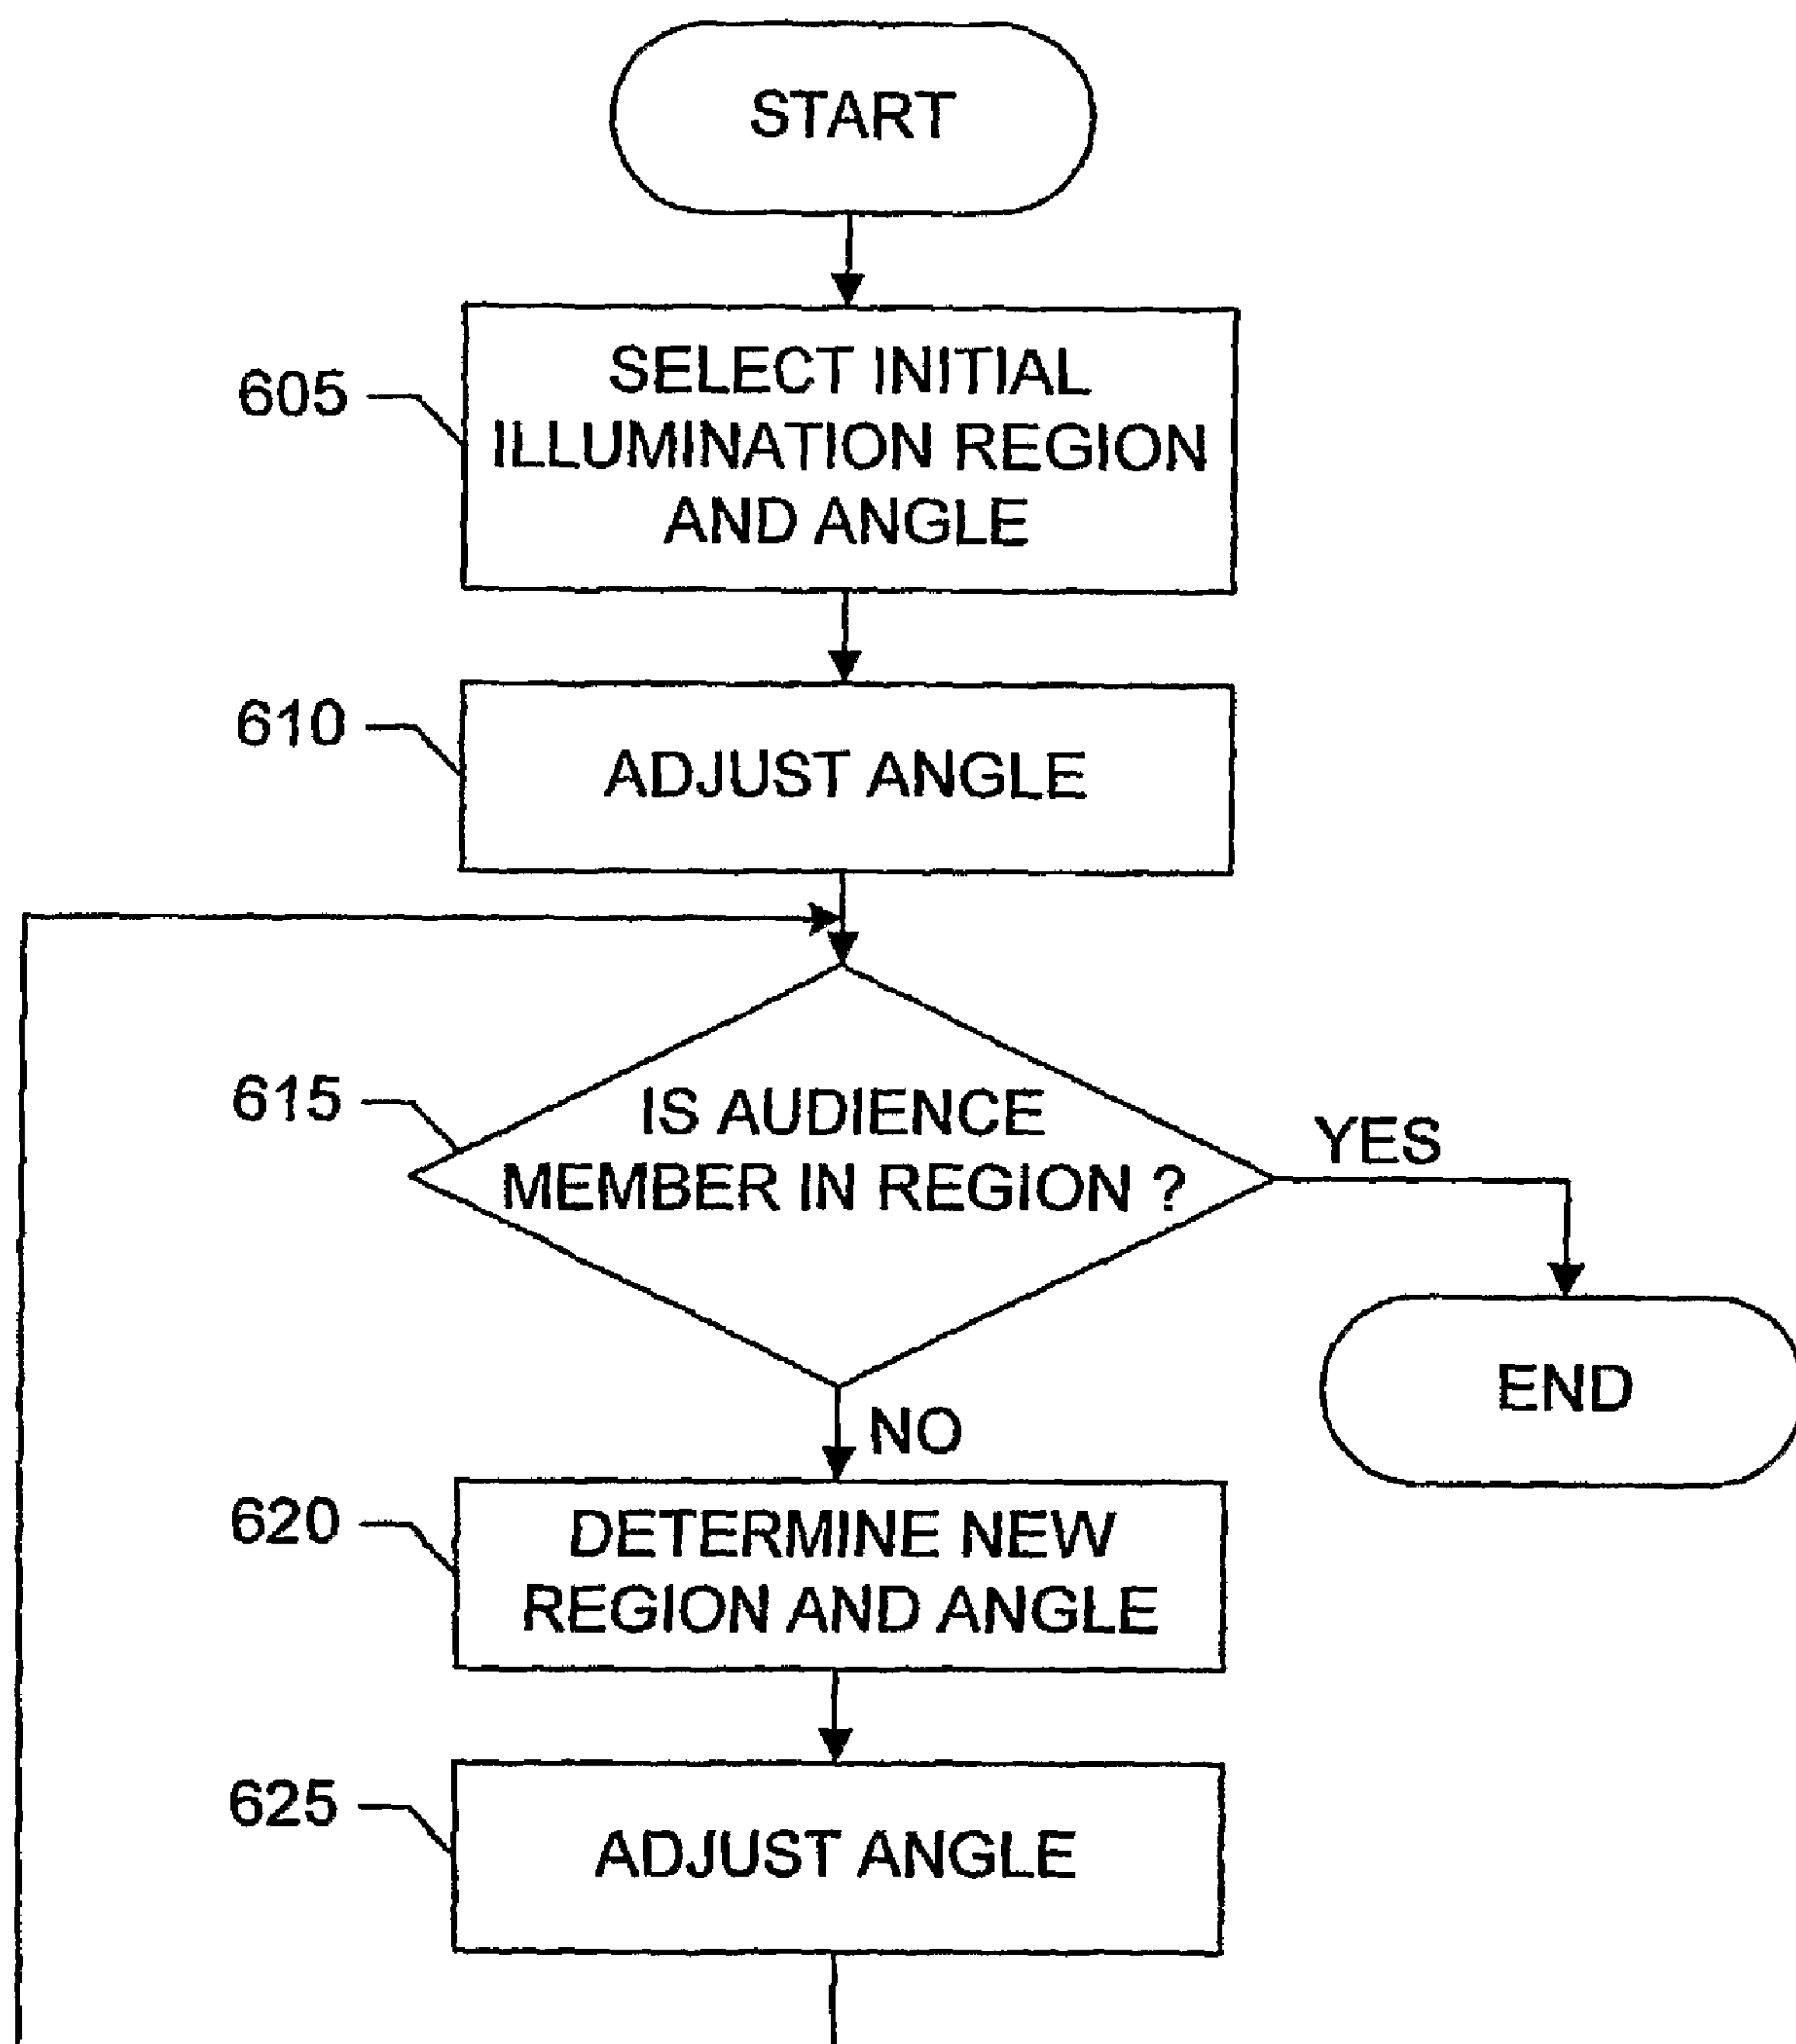 START
605
SELECT INITIAL
ILLUMINATION REGION
AND ANGLE
610
ADJUST ANGLE
615
IS AUDIENCE
MEMBER IN REGION ?
YES
END
NO
620
DETERMINE NEW
REGION AND ANGLE
625
ADJUST ANGLE